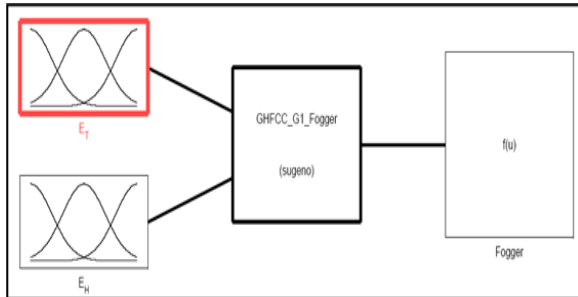 E_T
GHFCC_G1_Fogger
(sugeno)
f(u)
Fogger
E_H